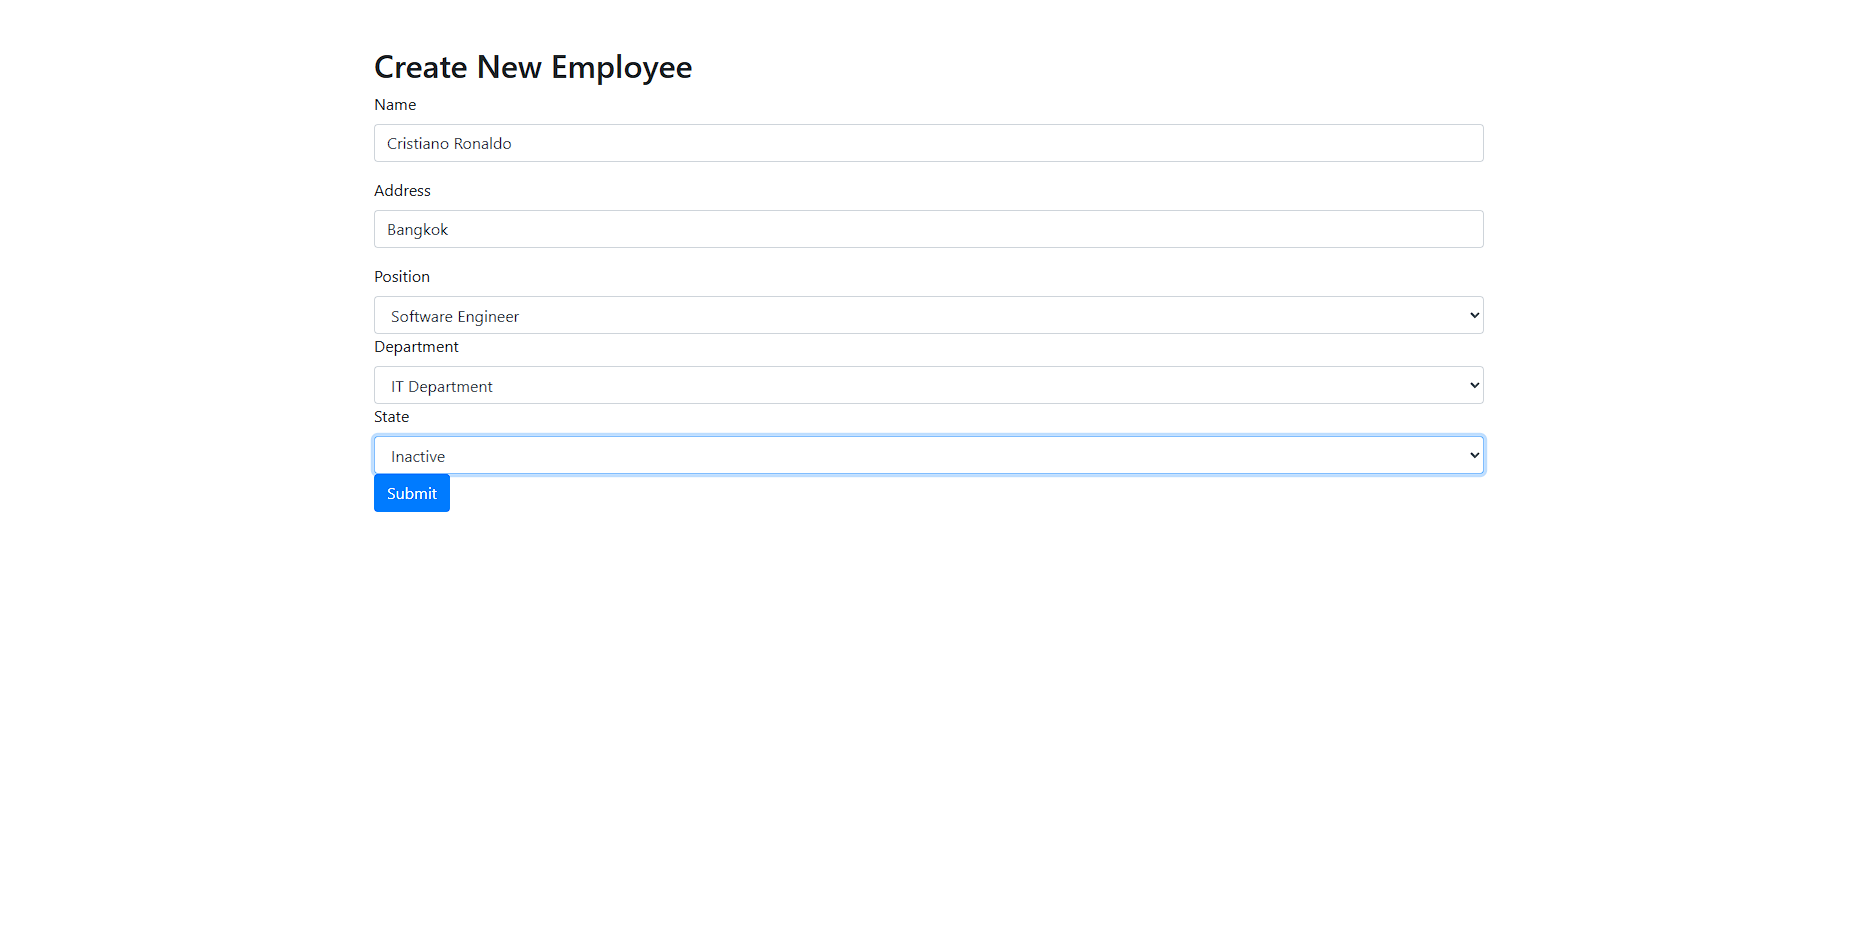 Create New Employee
Name
Cristiano Ronaldo
Address
Bangkok
Position
Software Engineer
Department
IT Department
State
Inactive
Submit